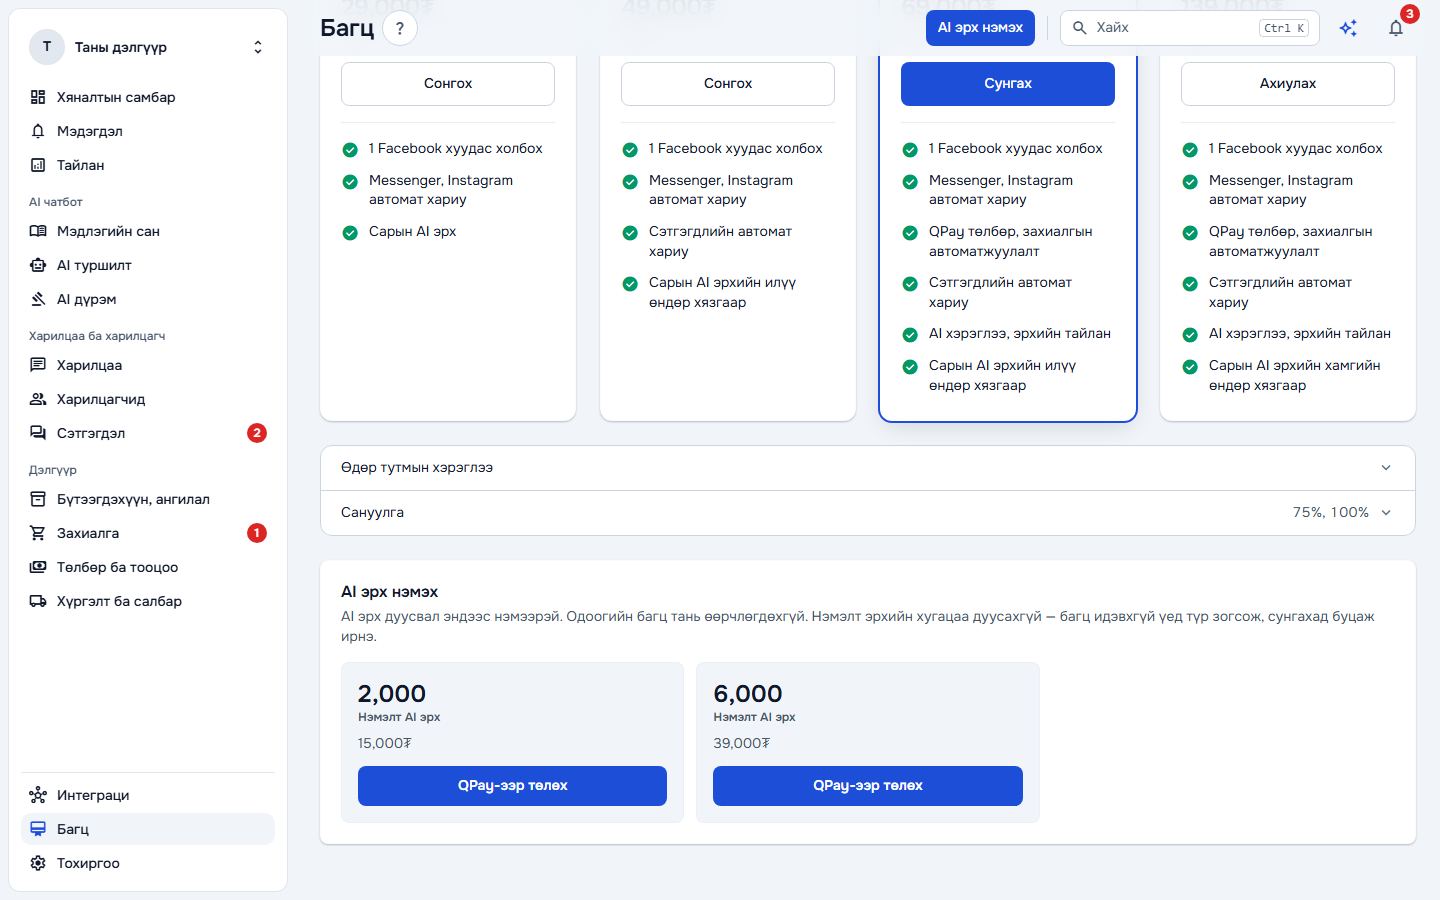 Т
Таны дэлгүүр
Хяналтын самбар
Мэдэгдэл
Тайлан
AI чатбот
Мэдлэгийн сан
AI туршилт
AI дүрэм
Харилцаа ба харилцагч
Харилцаа
Харилцагчид
Сэтгэгдэл 2
Дэлгүүр
Бүтээгдэхүүн, ангилал
Захиалга 1
Төлбөр ба тооцоо
Хүргэлт ба салбар
Интеграци
Багц
Тохиргоо
Багц ?
AI эрх нэмэх
Хайх Ctrl K
3
29,000₮
49,000₮
69,000₮
139,000₮
Сонгох
1 Facebook хуудас холбох
Messenger, Instagram
автомат хариу
Сарын AI эрх
Сонгох
1 Facebook хуудас холбох
Messenger, Instagram
автомат хариу
Сэтгэгдлийн автомат
хариу
Сарын AI эрхийн илүү
өндөр хязгаар
Сунгах
1 Facebook хуудас холбох
Messenger, Instagram
автомат хариу
QPay төлбөр, захиалгын
автоматжуулалт
Сэтгэгдлийн автомат
хариу
AI хэрэглээ, эрхийн тайлан
Сарын AI эрхийн илүү
өндөр хязгаар
Ахиулах
1 Facebook хуудас холбох
Messenger, Instagram
автомат хариу
QPay төлбөр, захиалгын
автоматжуулалт
Сэтгэгдлийн автомат
хариу
AI хэрэглээ, эрхийн тайлан
Сарын AI эрхийн хамгийн
өндөр хязгаар
Өдөр тутмын хэрэглээ
Сануулга 75%, 100%
AI эрх нэмэх
AI эрх дуусвал эндээс нэмээрэй. Одоогийн багц тань өөрчлөгдөхгүй. Нэмэлт эрхийн хугацаа дуусахгүй — багц идэвхгүй үед түр зогсож, сунгахад буцаж
ирнэ.
2,000
Нэмэлт AI эрх
15,000₮
QPay-ээр төлөх
6,000
Нэмэлт AI эрх
39,000₮
QPay-ээр төлөх